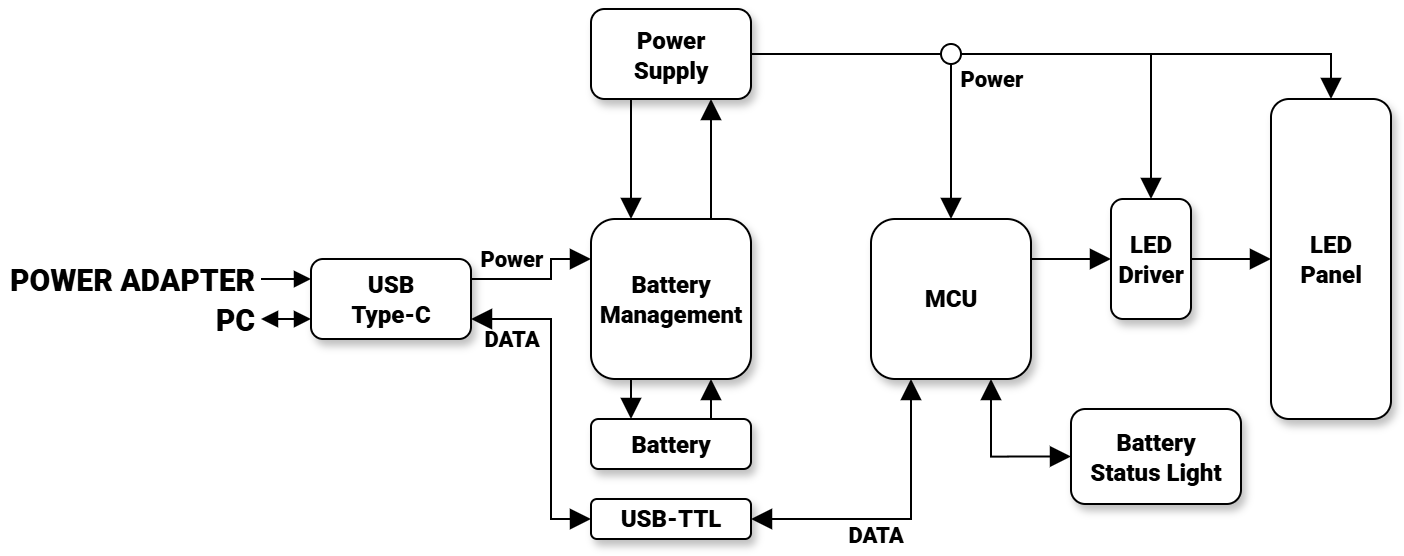 Power
Supply
Power
POWER ADAPTER
PC
USB
Type-C
Power
DATA
Battery
Management
MCU
LED
Driver
LED
Panel
Battery
Battery
Status Light
USB-TTL
DATA